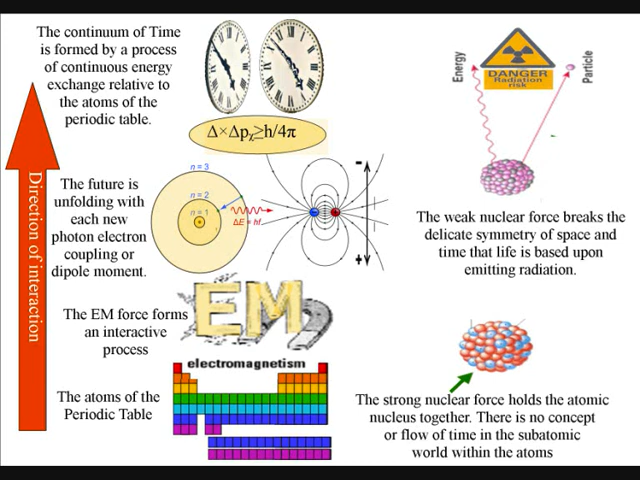 The continuum of Time
is formed by a process
of continuous energy
exchange relative to
the atoms of the
periodic table.
Δ×Δpᵪ≥h/4π
Direction of interaction
The future is
unfolding with
each new
photon electron
coupling or
dipole moment.
n = 3
n = 2
n = 1
ΔE = hf
-
+
The EM force forms
an interactive
process
EM
electromagnetism
The atoms of the
Periodic Table
Energy
DANGER
Radiation
risk
Particle
The weak nuclear force breaks the
delicate symmetry of space and
time that life is based upon
emitting radiation.
The strong nuclear force holds the atomic
nucleus together. There is no concept
or flow of time in the subatomic
world within the atoms